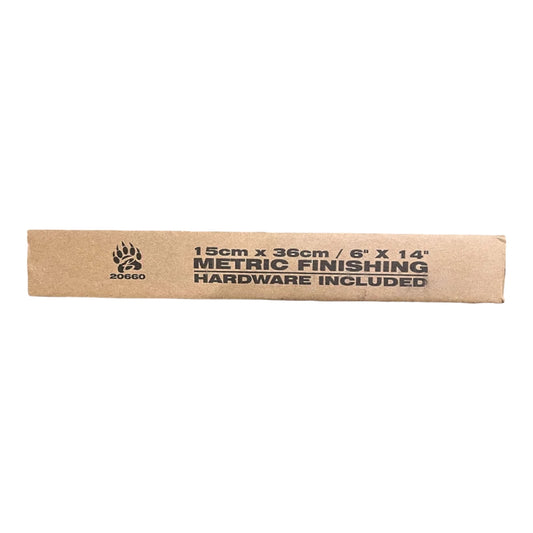 20660
15cm x 36cm / 6" X 14"
METRIC FINISHING
HARDWARE INCLUDED